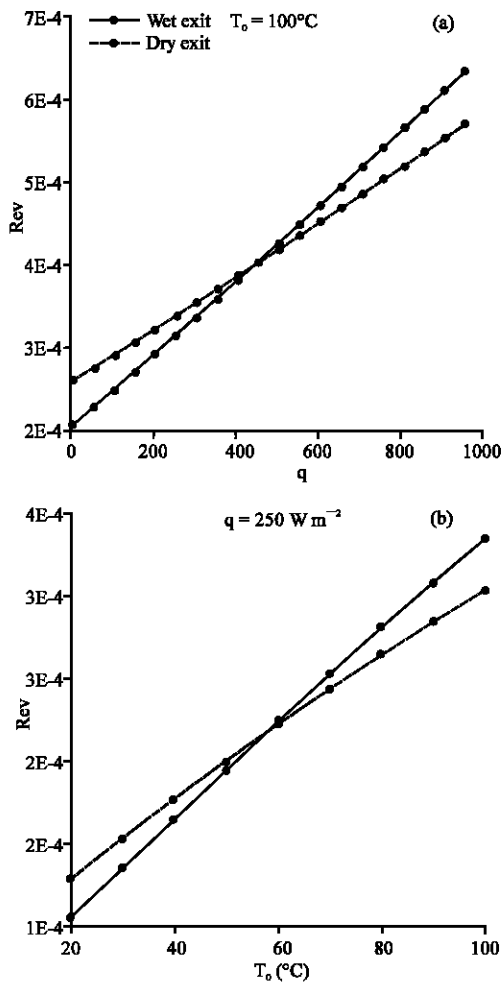 7E-4
Wet exit T₀ = 100°C (a)
Dry exit
6E-4
5E-4
Rev
4E-4
3E-4
2E-4
0 200 400 600 800 1000
q
4E-4
q = 250 W m⁻² (b)
3E-4
3E-4
Rev
2E-4
2E-4
1E-4
20 40 60 80 100
T₀ (°C)